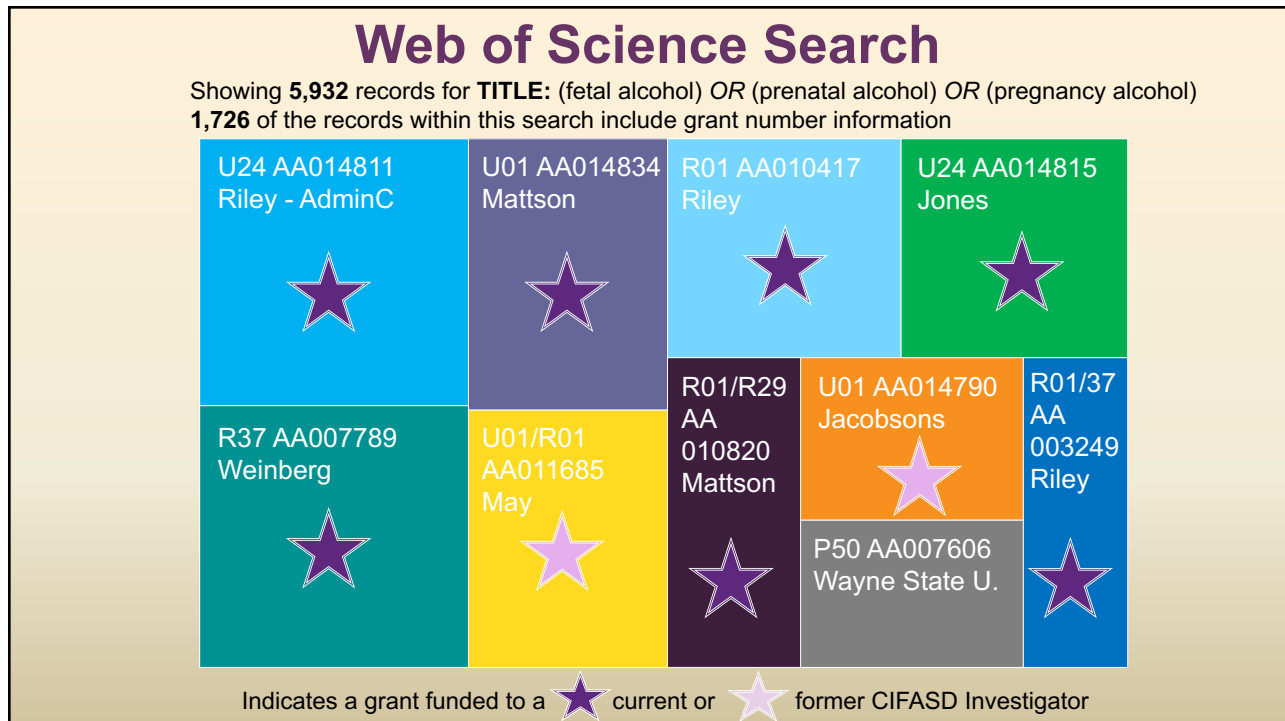 Web of Science Search
Showing 5,932 records for TITLE: (fetal alcohol) OR (prenatal alcohol) OR (pregnancy alcohol)
1,726 of the records within this search include grant number information
U24 AA014811
Riley - AdminC
U01 AA014834
Mattson
R01 AA010417
Riley
U24 AA014815
Jones
R37 AA007789
Weinberg
U01/R01
AA011685
May
R01/R29
AA
010820
Mattson
U01 AA014790
Jacobsons
R01/37
AA
003249
Riley
P50 AA007606
Wayne State U.
Indicates a grant funded to a current or former CIFASD Investigator